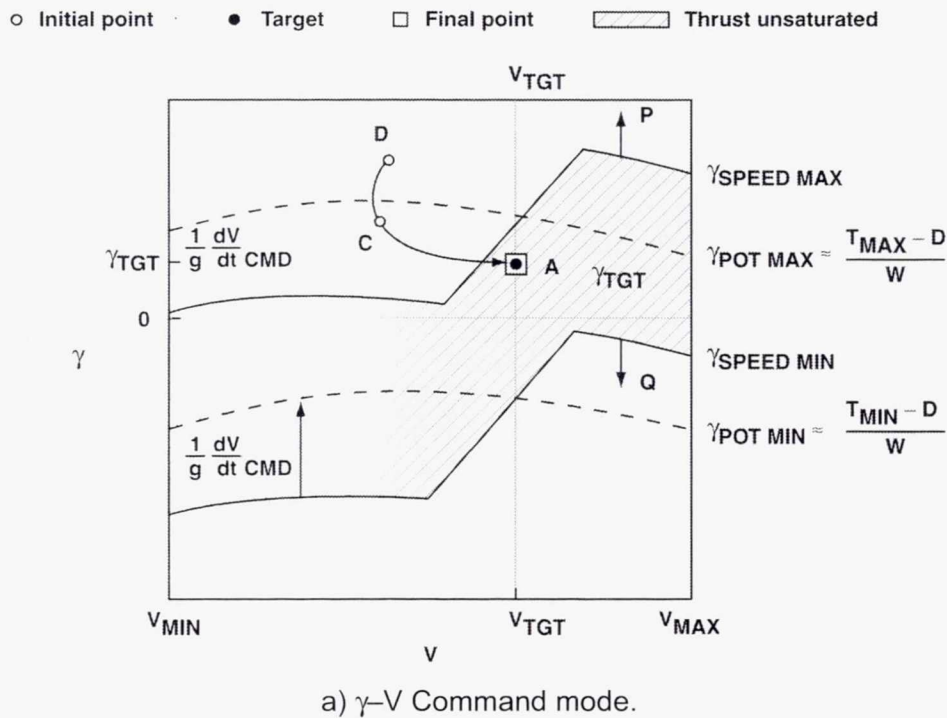 Initial point Target Final point Thrust unsaturated
V_TGT
P
D
γ_SPEED MAX
C
1/g dV/dt CMD
γ_TGT
A
γ_TGT
γ_POT MAX ≈ (T_MAX − D)/W
0
γ
γ_SPEED MIN
Q
1/g dV/dt CMD
γ_POT MIN ≈ (T_MIN − D)/W
V_MIN V_TGT V_MAX
V
a) γ–V Command mode.